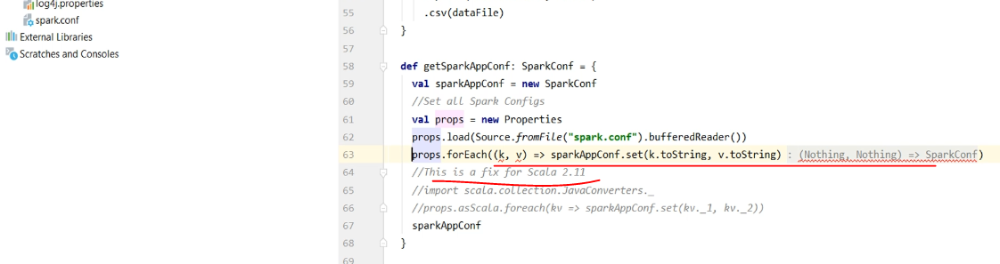 log4j.properties
spark.conf
External Libraries
Scratches and Consoles
55 .csv(dataFile)
56 }
57
58 def getSparkAppConf: SparkConf = {
59 val sparkAppConf = new SparkConf
60 //Set all Spark Configs
61 val props = new Properties
62 props.load(Source.fromFile("spark.conf").bufferedReader())
63 props.forEach((k, v) => sparkAppConf.set(k.toString, v.toString) : (Nothing, Nothing) => SparkConf)
64 //This is a fix for Scala 2.11
65 //import scala.collection.JavaConverters._
66 //props.asScala.foreach(kv => sparkAppConf.set(kv._1, kv._2))
67 sparkAppConf
68 }
69